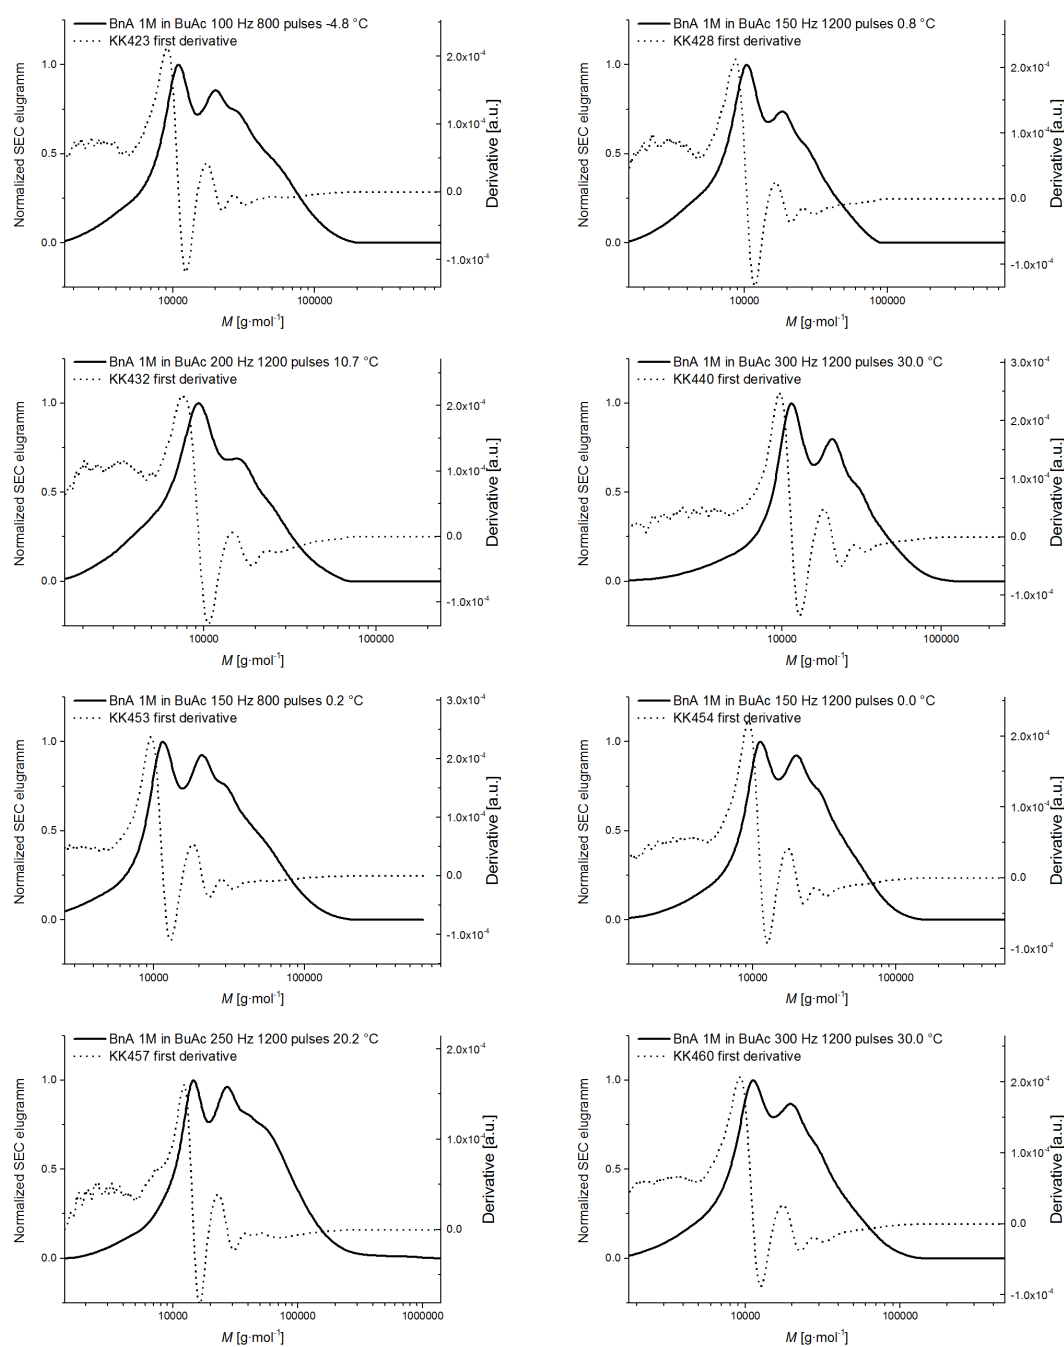 BnA 1M in BuAc 100 Hz 800 pulses -4.8 °C
KK423 first derivative
Normalized SEC elugramm
1.0
0.5
0.0
2.0x10⁻⁴
1.0x10⁻⁴
0.0
-1.0x10⁻⁴
Derivative [a.u.]
10000 100000
M [g·mol⁻¹]
BnA 1M in BuAc 150 Hz 1200 pulses 0.8 °C
KK428 first derivative
Normalized SEC elugramm
1.0
0.5
0.0
2.0x10⁻⁴
1.0x10⁻⁴
0.0
-1.0x10⁻⁴
Derivative [a.u.]
10000 100000
M [g·mol⁻¹]
BnA 1M in BuAc 200 Hz 1200 pulses 10.7 °C
KK432 first derivative
Normalized SEC elugramm
1.0
0.5
0.0
2.0x10⁻⁴
1.0x10⁻⁴
0.0
-1.0x10⁻⁴
Derivative [a.u.]
10000 100000
M [g·mol⁻¹]
BnA 1M in BuAc 300 Hz 1200 pulses 30.0 °C
KK440 first derivative
Normalized SEC elugramm
1.0
0.5
0.0
3.0x10⁻⁴
2.0x10⁻⁴
1.0x10⁻⁴
0.0
-1.0x10⁻⁴
Derivative [a.u.]
10000 100000
M [g·mol⁻¹]
BnA 1M in BuAc 150 Hz 800 pulses 0.2 °C
KK453 first derivative
Normalized SEC elugramm
1.0
0.5
0.0
3.0x10⁻⁴
2.0x10⁻⁴
1.0x10⁻⁴
0.0
-1.0x10⁻⁴
Derivative [a.u.]
10000 100000
M [g·mol⁻¹]
BnA 1M in BuAc 150 Hz 1200 pulses 0.0 °C
KK454 first derivative
Normalized SEC elugramm
1.0
0.5
0.0
2.0x10⁻⁴
1.0x10⁻⁴
0.0
-1.0x10⁻⁴
Derivative [a.u.]
10000 100000
M [g·mol⁻¹]
BnA 1M in BuAc 250 Hz 1200 pulses 20.2 °C
KK457 first derivative
Normalized SEC elugramm
1.0
0.5
0.0
2.0x10⁻⁴
1.0x10⁻⁴
0.0
Derivative [a.u.]
10000 100000 1000000
M [g·mol⁻¹]
BnA 1M in BuAc 300 Hz 1200 pulses 30.0 °C
KK460 first derivative
Normalized SEC elugramm
1.0
0.5
0.0
2.0x10⁻⁴
1.0x10⁻⁴
0.0
-1.0x10⁻⁴
Derivative [a.u.]
10000 100000
M [g·mol⁻¹]